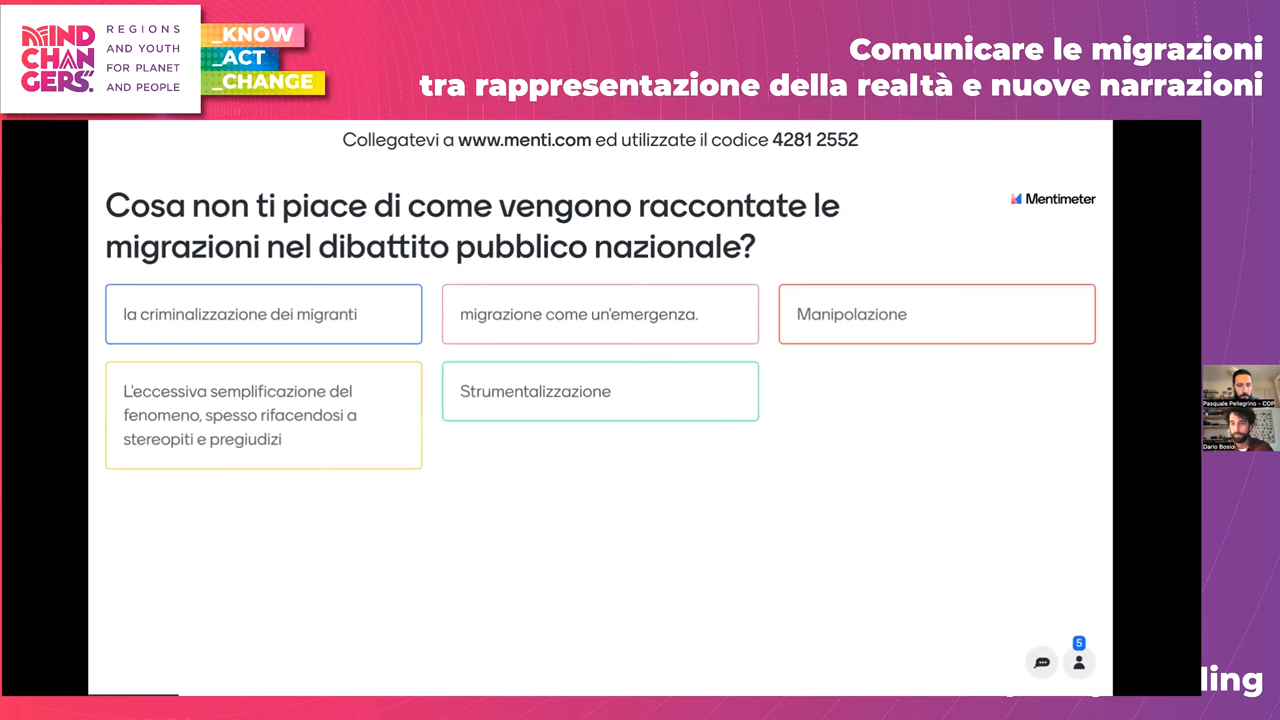 MIND
CHAN
GERS
REGIONS
AND YOUTH
FOR PLANET
AND PEOPLE
_KNOW
_ACT
_CHANGE
Comunicare le migrazioni
tra rappresentazione della realtà e nuove narrazioni
Collegatevi a www.menti.com ed utilizzate il codice 4281 2552
Cosa non ti piace di come vengono raccontate le
migrazioni nel dibattito pubblico nazionale?
Mentimeter
la criminalizzazione dei migranti
migrazione come un'emergenza.
Manipolazione
L'eccessiva semplificazione del
fenomeno, spesso rifacendosi a
stereopiti e pregiudizi
Strumentalizzazione
Pasquale Pellegrino - COP
Dario Bosio
5
ling